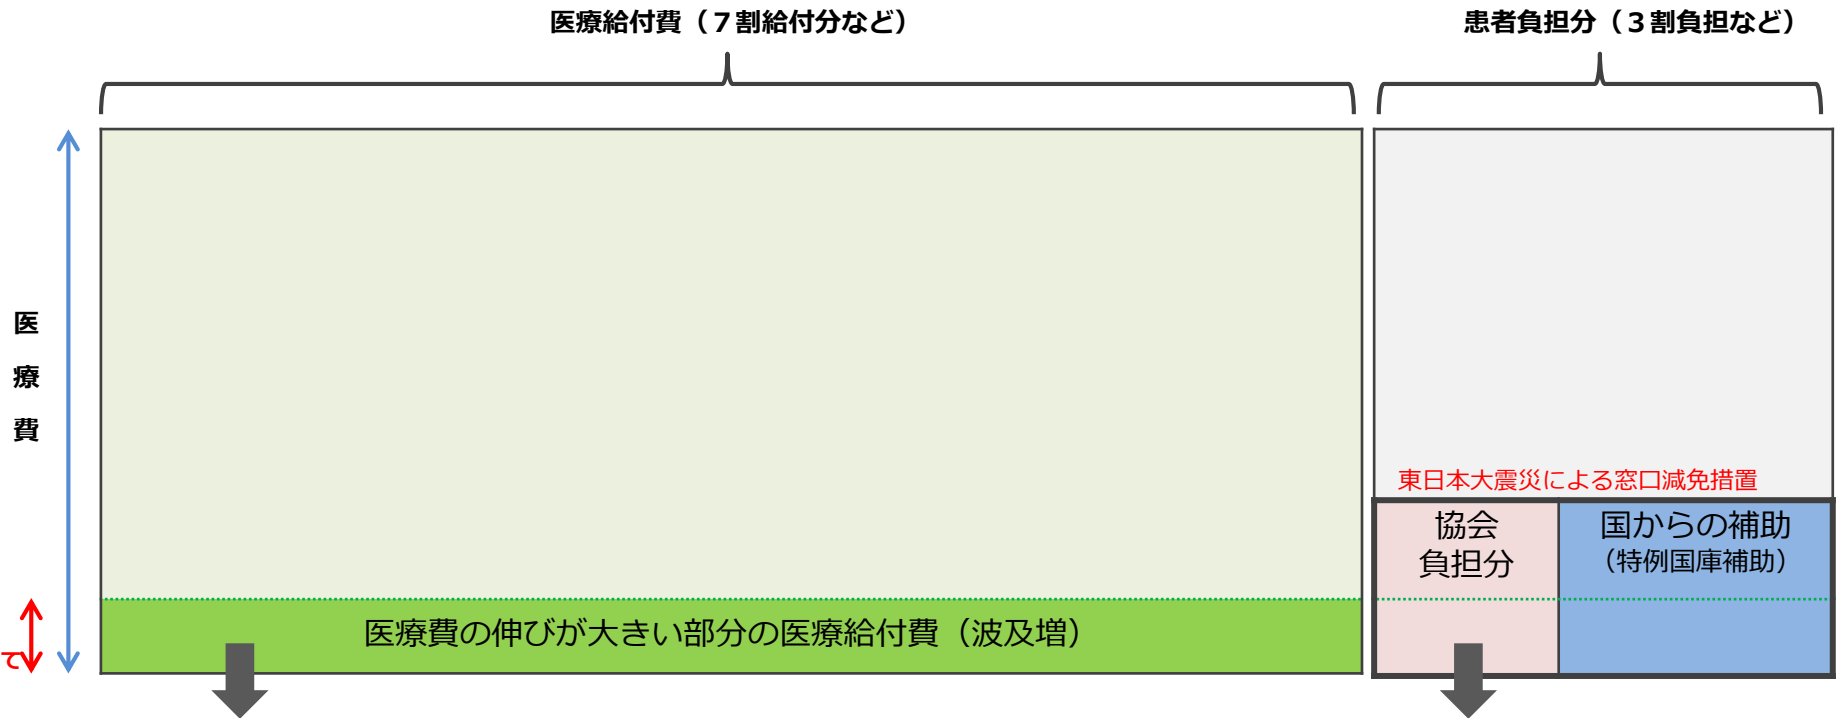 医療給付費（７割給付分など）
患者負担分（３割負担など）
医
療
費
東日本大震災による窓口減免措置
協会
負担分
国からの補助
（特例国庫補助）
医療費の伸びが大きい部分の医療給付費（波及増）
て